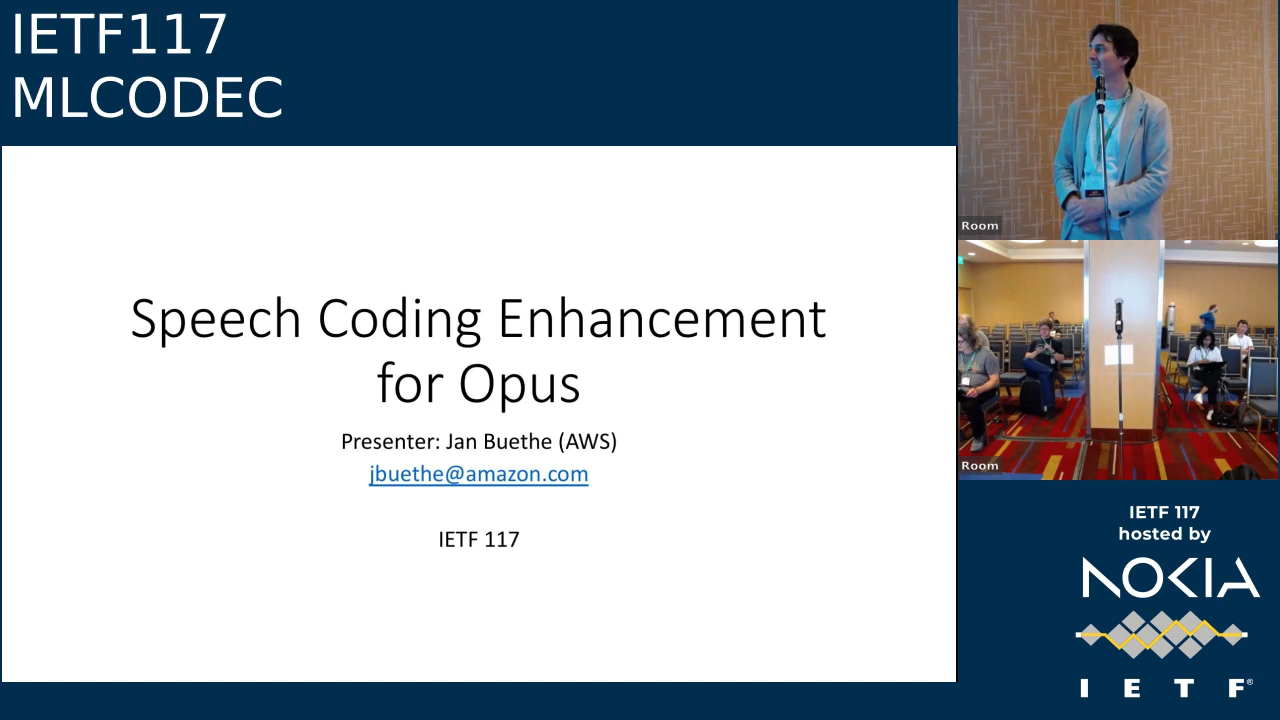 IETF117
MLCODEC
Speech Coding Enhancement
for Opus
Presenter: Jan Buethe (AWS)
jbuethe@amazon.com
IETF 117
Room
Room
IETF 117
hosted by
NOKIA
I E T F®